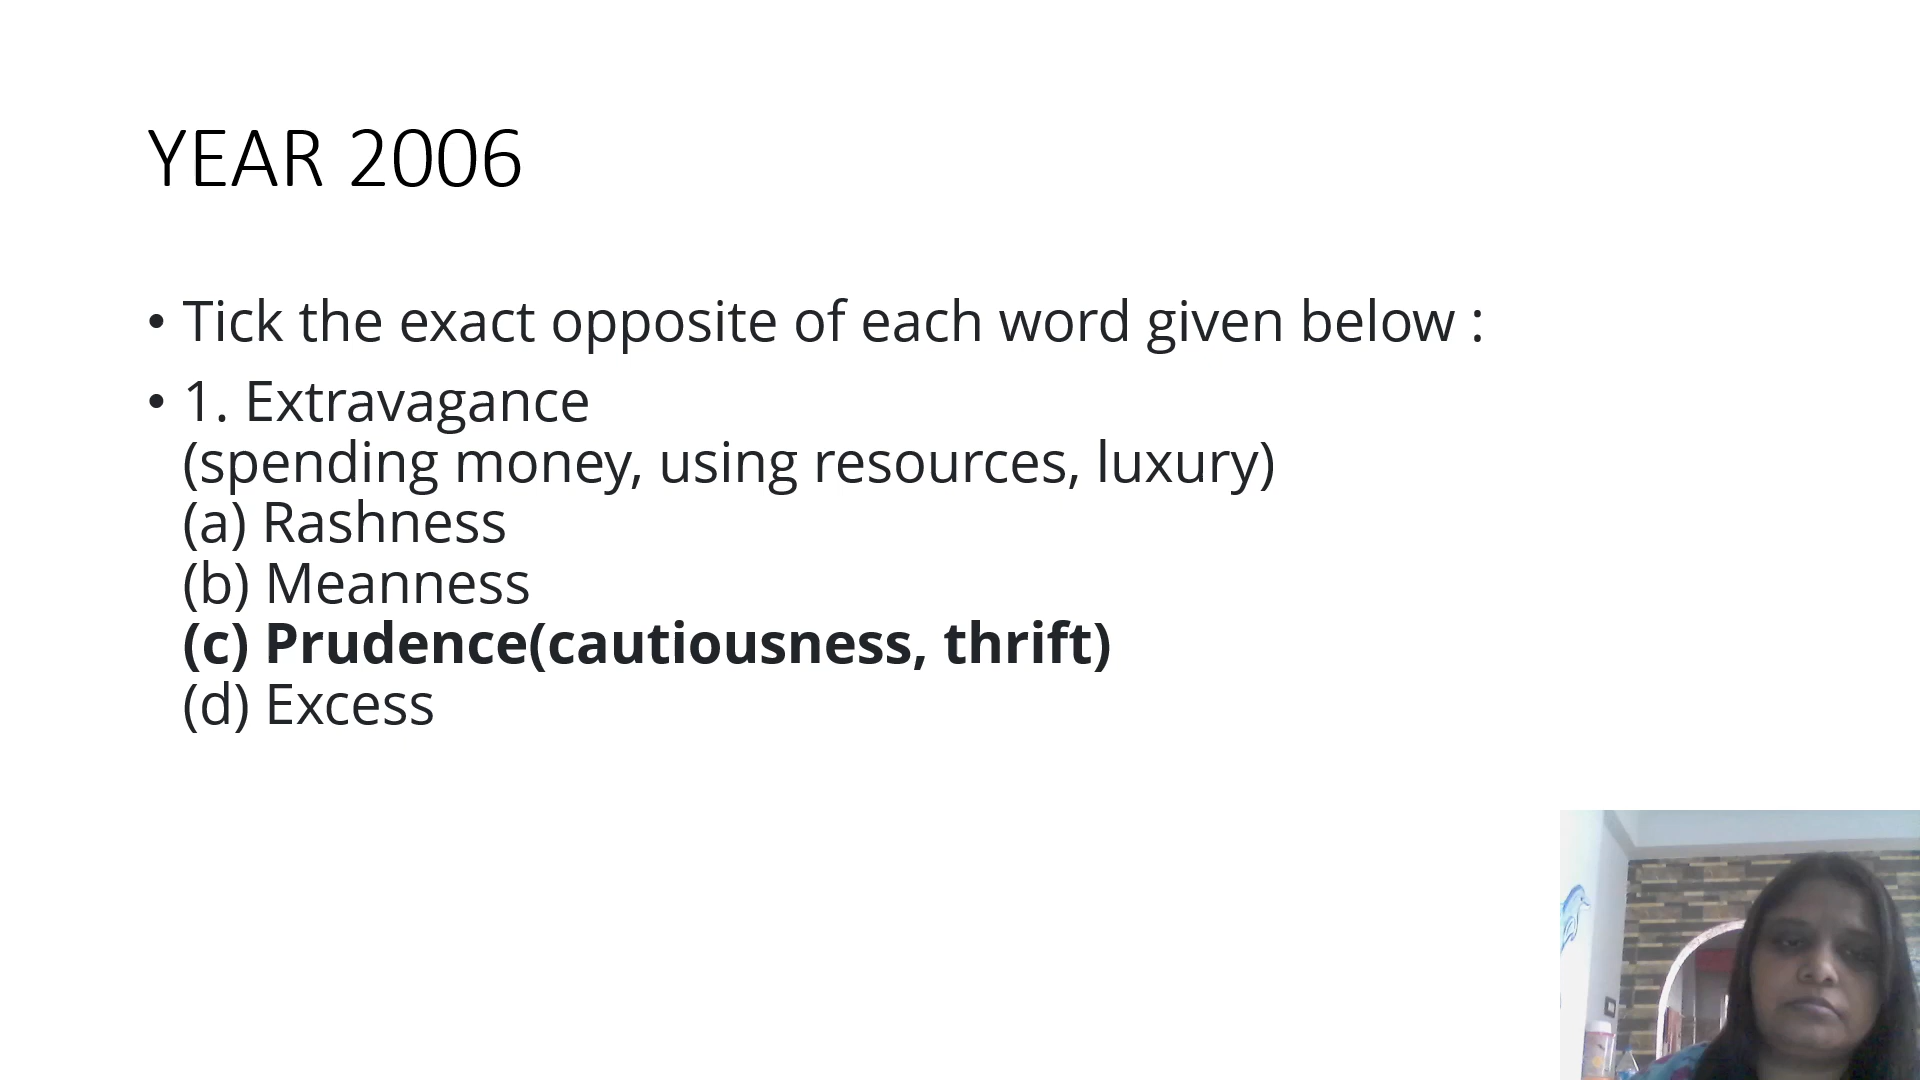 YEAR 2006
• Tick the exact opposite of each word given below :
• 1. Extravagance
(spending money, using resources, luxury)
(a) Rashness
(b) Meanness
(c) Prudence(cautiousness, thrift)
(d) Excess